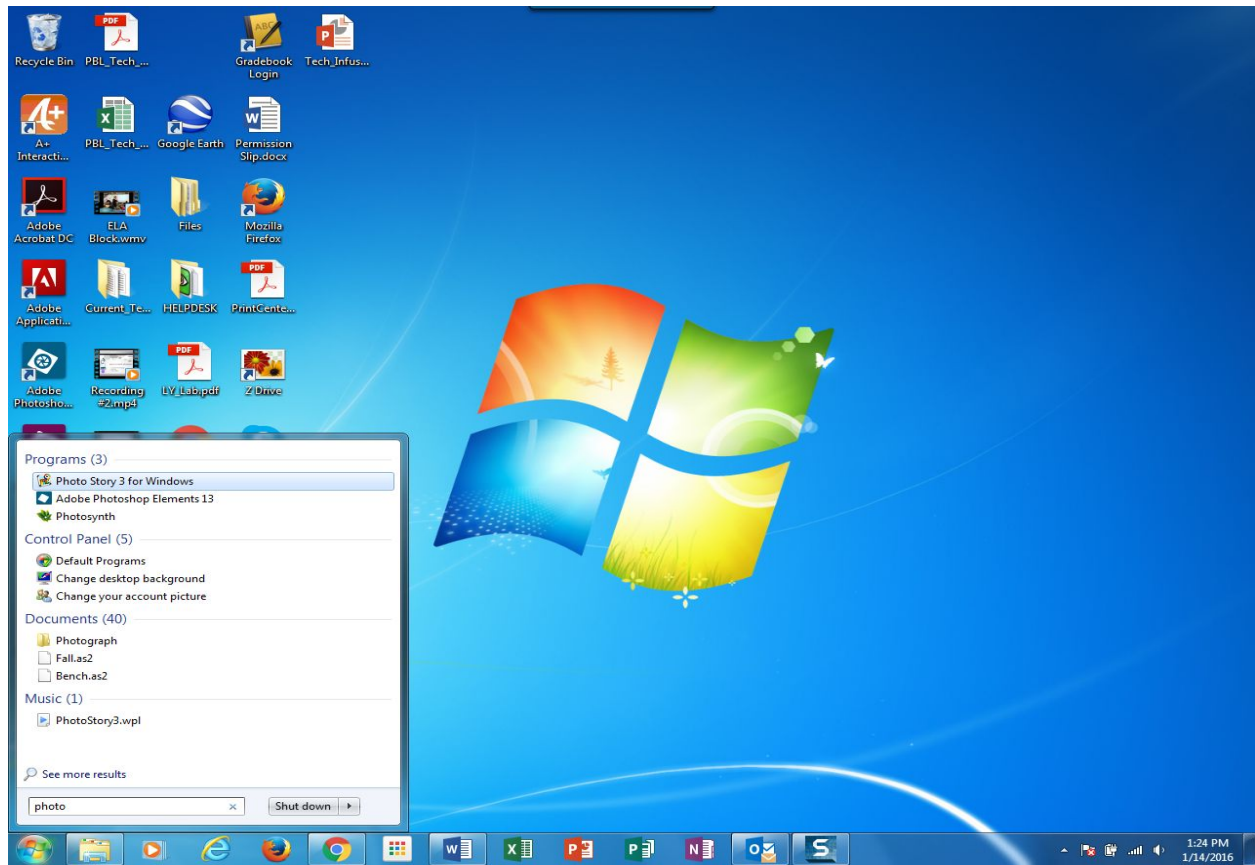 Recycle Bin
PBL_Tech_...
Gradebook
Login
Tech_Infus...
A+
Interacti...
PBL_Tech_...
Google Earth
Permission
Slip.docx
Adobe
Acrobat DC
ELA
Block.wmv
Files
Mozilla
Firefox
Adobe
Applicati...
Current_Te...
HELPDESK
PrintCente...
Adobe
Photosho...
Recording
#2.mp4
LY_Lab.pdf
Z Drive
Programs (3)
Photo Story 3 for Windows
Adobe Photoshop Elements 13
Photosynth
Control Panel (5)
Default Programs
Change desktop background
Change your account picture
Documents (40)
Photograph
Fall.as2
Bench.as2
Music (1)
PhotoStory3.wpl
See more results
photo
Shut down
1:24 PM
1/14/2016